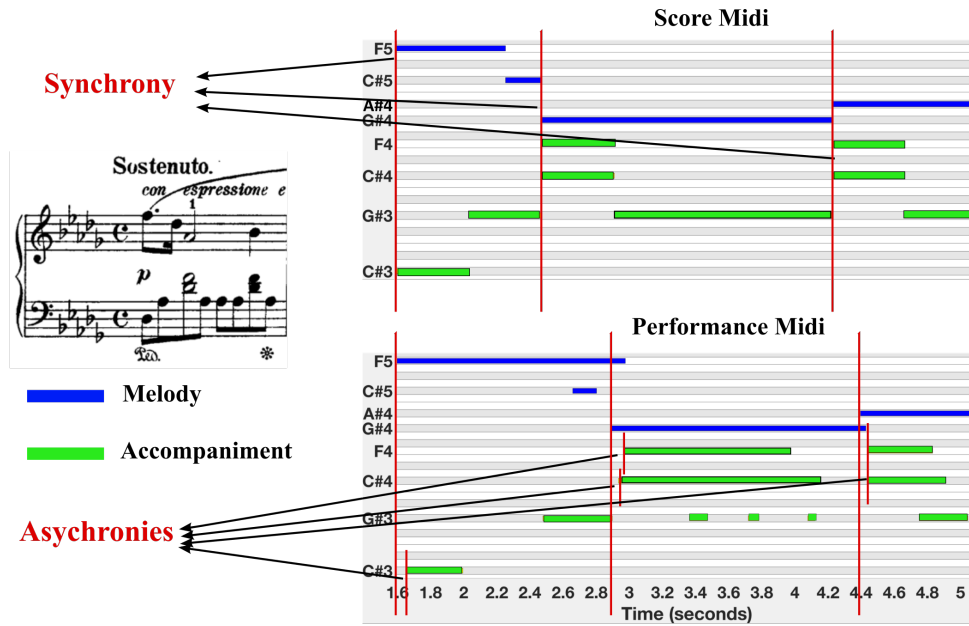 Score Midi
F5
C#5
A#4
G#4
F4
C#4
G#3
C#3
Synchrony
Sostenuto.
con espressione e
1
p
Ped.
Melody
Accompaniment
Asychronies
Performance Midi
F5
C#5
A#4
G#4
F4
C#4
G#3
C#3
1.6 1.8 2 2.2 2.4 2.6 2.8 3 3.2 3.4 3.6 3.8 4 4.2 4.4 4.6 4.8 5
Time (seconds)